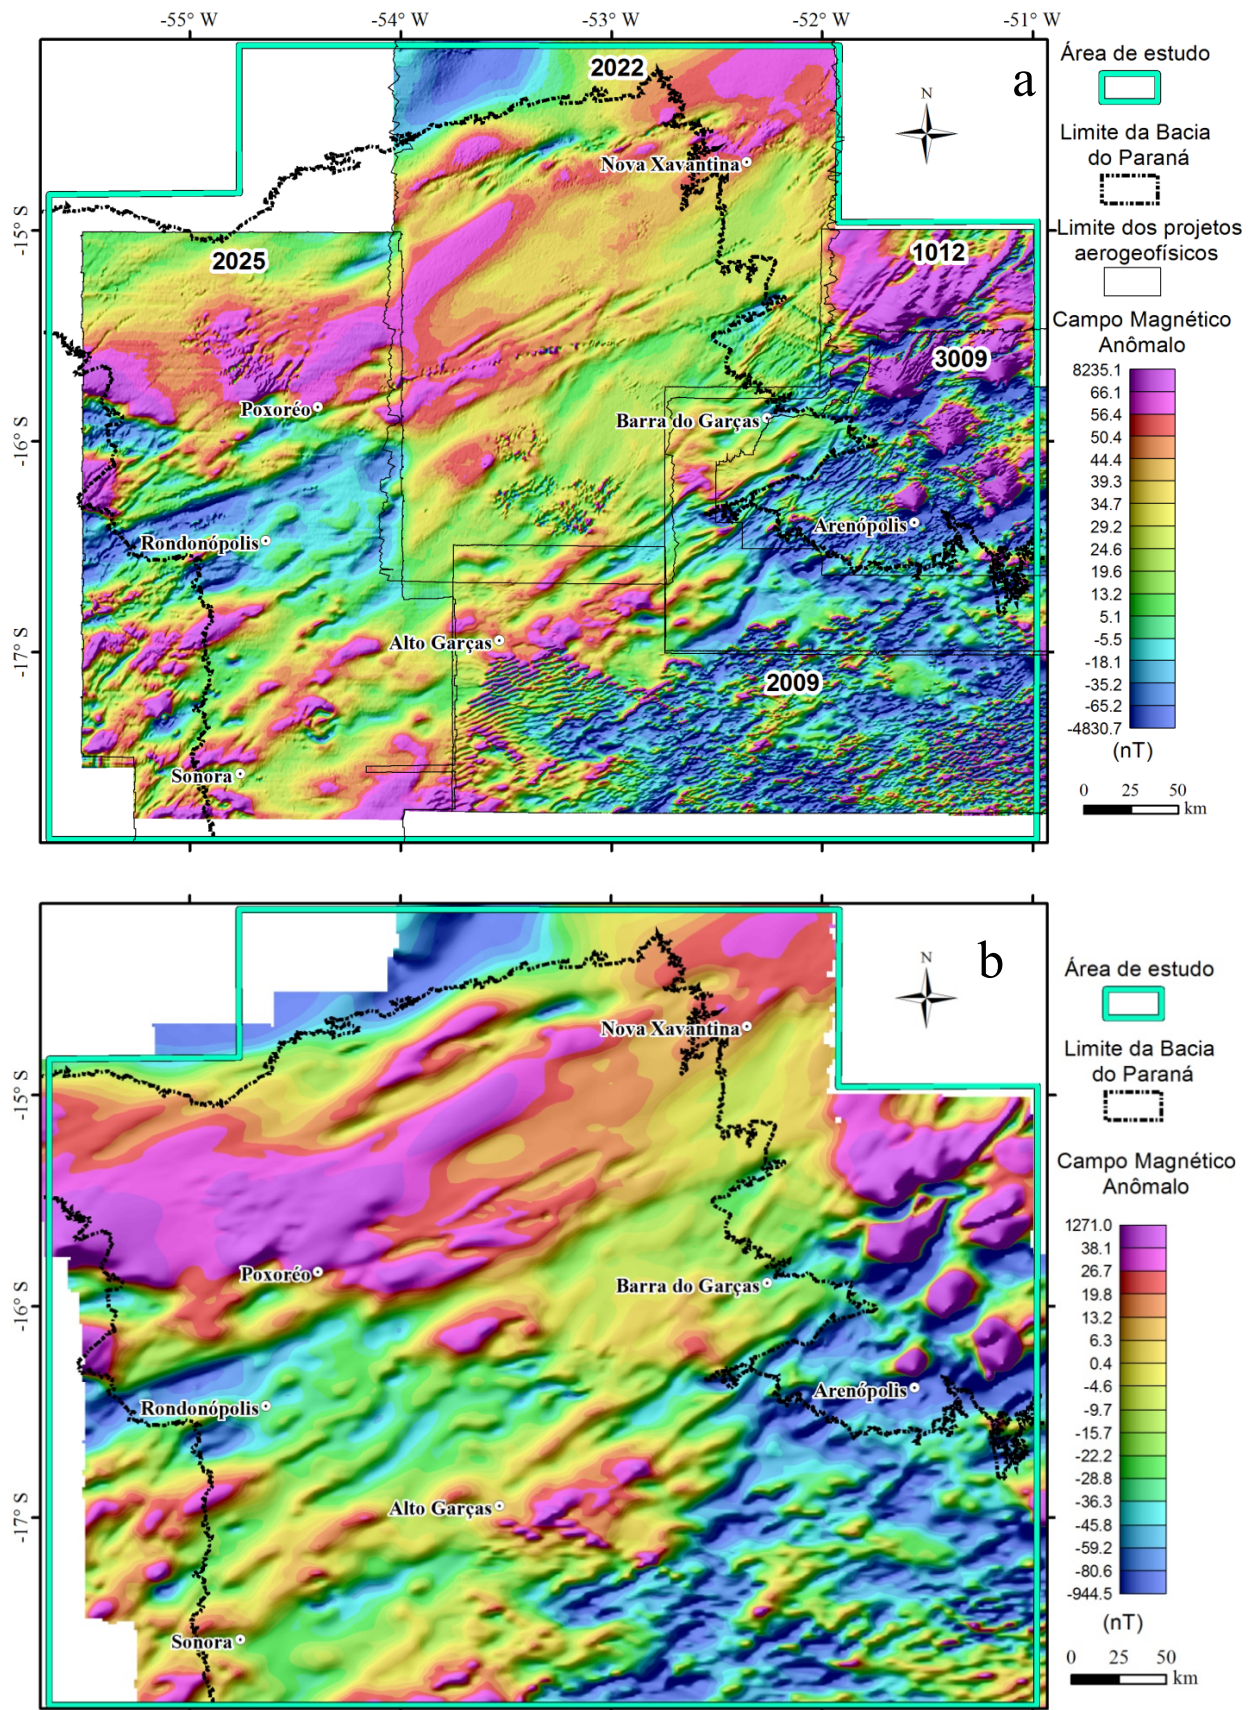 -55° W
-54° W
-53° W
-52° W
-51° W
a
2022
N
Nova Xavantina
2025
1012
3009
Poxoréo
Barra do Garças
Rondonópolis
Arenópolis
Alto Garças
2009
Sonora
-15° S
-16° S
-17° S
Área de estudo
Limite da Bacia
do Paraná
Limite dos projetos
aerogeofísicos
Campo Magnético
Anômalo
8235.1
66.1
56.4
50.4
44.4
39.3
34.7
29.2
24.6
19.6
13.2
5.1
-5.5
-18.1
-35.2
-65.2
-4830.7
(nT)
0 25 50 km
b
N
Nova Xavantina
Poxoréo
Barra do Garças
Rondonópolis
Arenópolis
Alto Garças
Sonora
-15° S
-16° S
-17° S
Área de estudo
Limite da Bacia
do Paraná
Campo Magnético
Anômalo
1271.0
38.1
26.7
19.8
13.2
6.3
0.4
-4.6
-9.7
-15.7
-22.2
-28.8
-36.3
-45.8
-59.2
-80.6
-944.5
(nT)
0 25 50 km